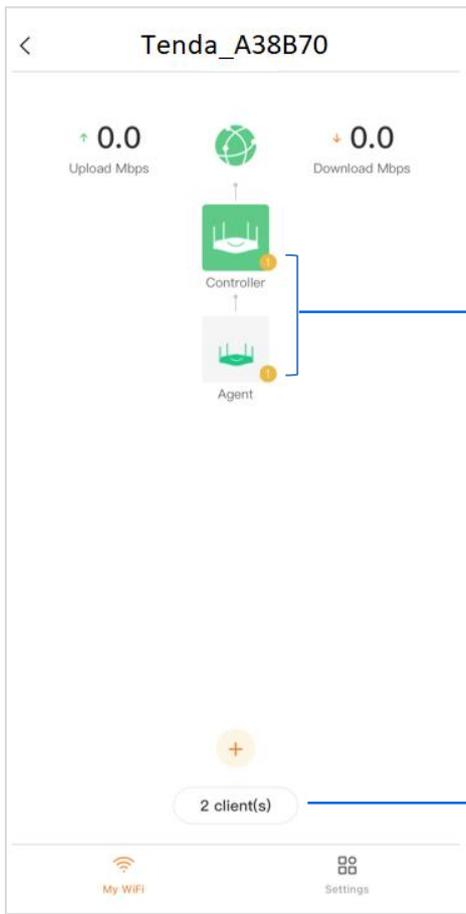 Tenda_A38B70
0.0 0.0
Upload Mbps Download Mbps
1
Controller
1
Agent
+
2 client(s)
My WiFi Settings